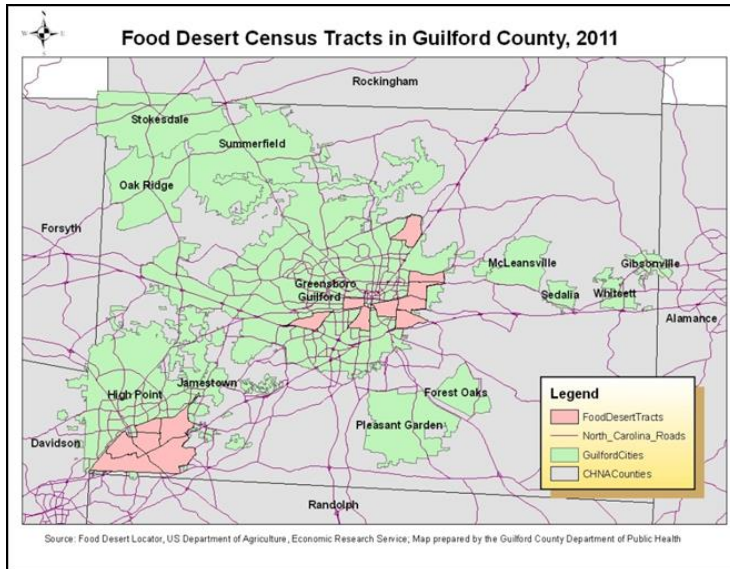 N
W
E
S
Food Desert Census Tracts in Guilford County, 2011
Rockingham
Stokesdale
Summerfield
Oak Ridge
Forsyth
McLeansville
Gibsonville
Greensboro
Guilford
Sedalia
Whitsett
Alamance
Jamestown
High Point
Forest Oaks
Pleasant Garden
Davidson
Randolph
Legend
FoodDesertTracts
North_Carolina_Roads
GuilfordCities
CHNACounties
Source: Food Desert Locator, US Department of Agriculture, Economic Research Service; Map prepared by the Guilford County Department of Public Health